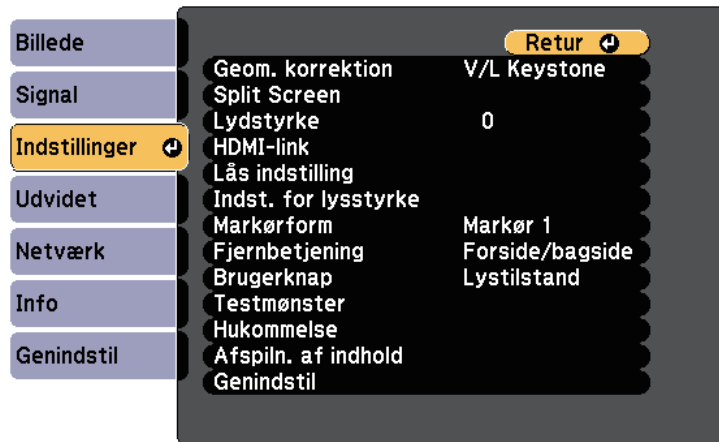 Billede
Signal
Indstillinger
Udvidet
Netværk
Info
Genindstil
Retur
Geom. korrektion V/L Keystone
Split Screen
Lydstyrke 0
HDMI-link
Lås indstilling
Indst. for lysstyrke
Markørform Markør 1
Fjernbetjening Forside/bagside
Brugerknap Lystilstand
Testmønster
Hukommelse
Afspiln. af indhold
Genindstil